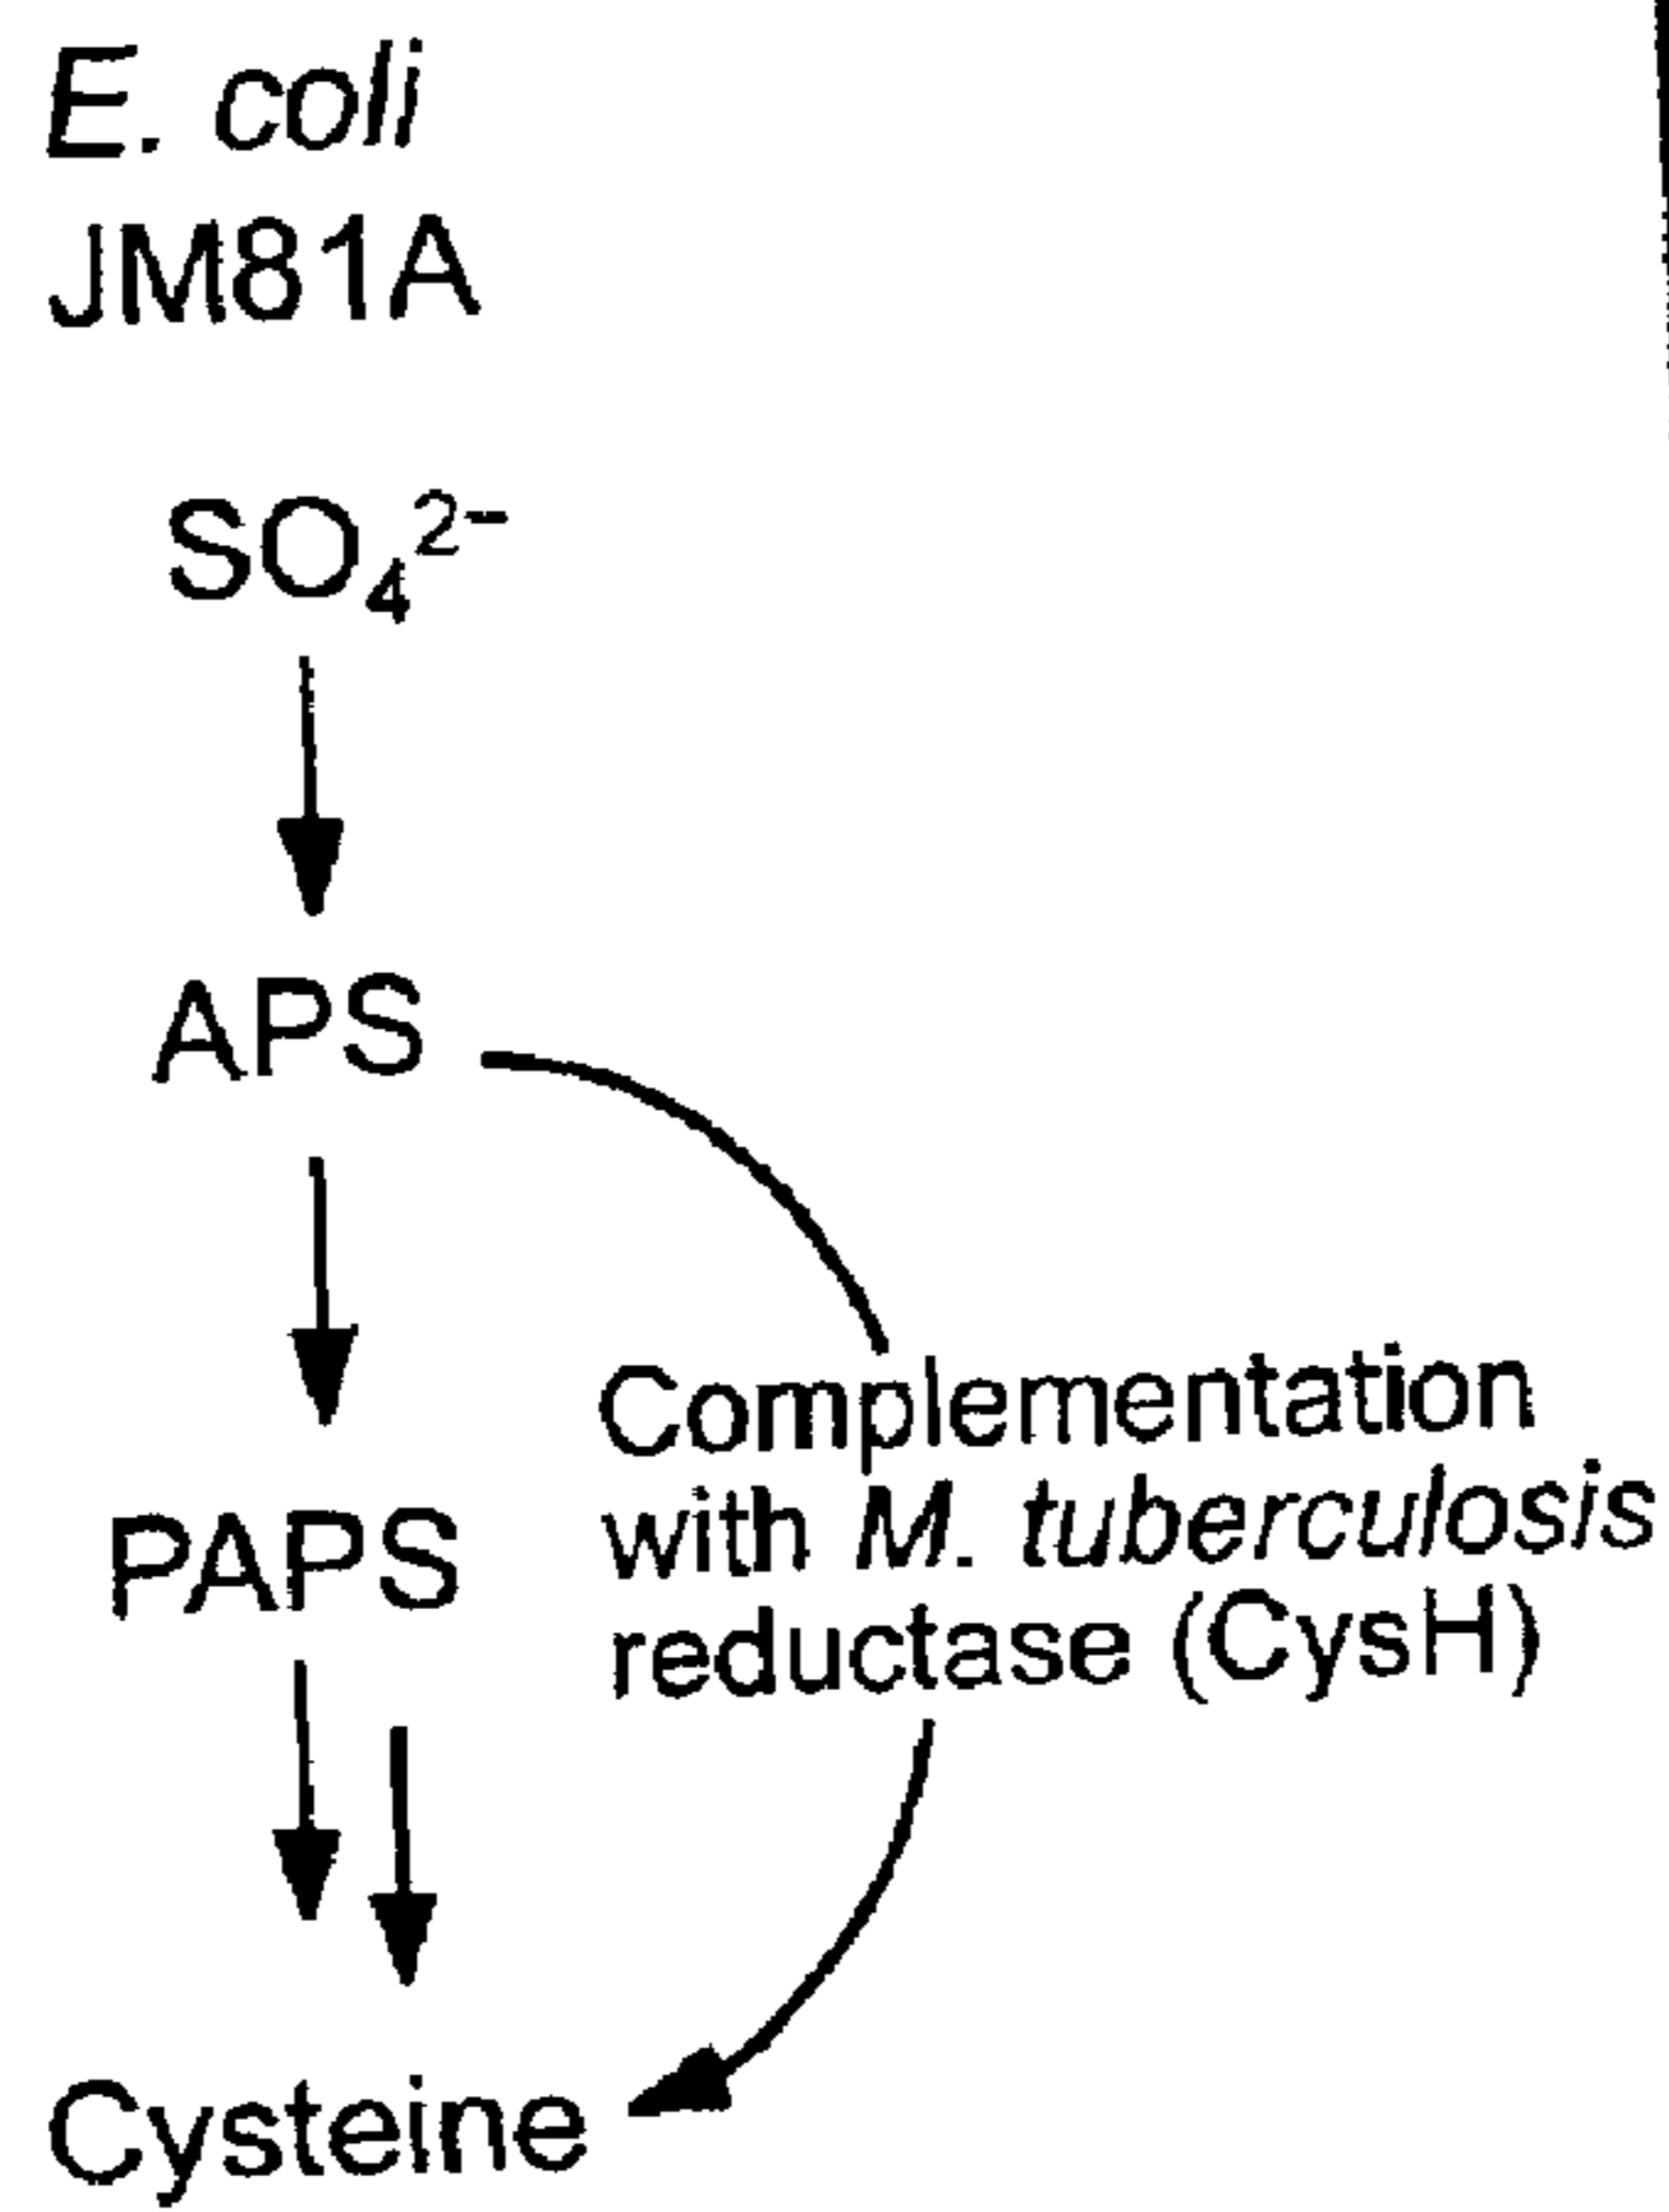 E. coli
JM81A
SO₄²⁻
APS
PAPS
Complementation
with M. tuberculosis
reductase (CysH)
Cysteine